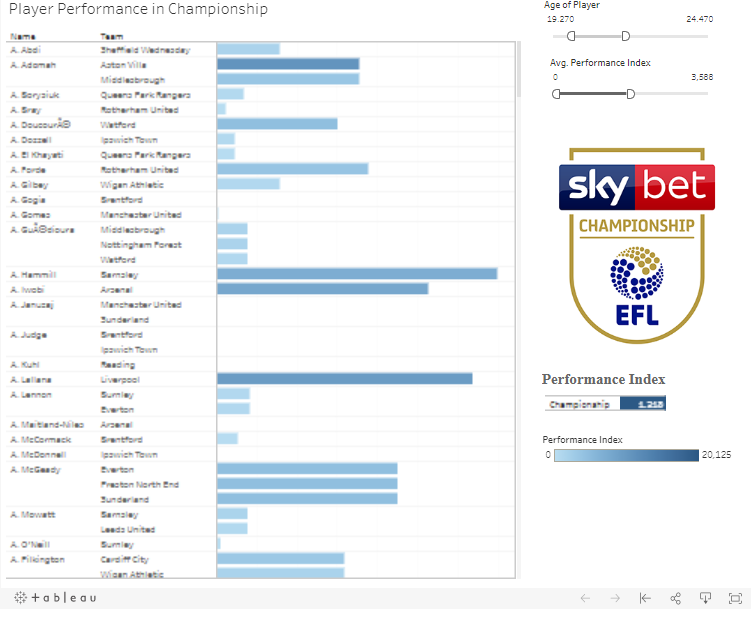 Player Performance in Championship
Name Team
A. Abdi Sheffield Wednesday
A. Adomah Aston Villa
Middlesbrough
A. Borysiuk Queens Park Rangers
A. Bray Rotherham United
A. DoucourÃ© Watford
A. Dozzell Ipswich Town
A. El Khayati Queens Park Rangers
A. Forde Rotherham United
A. Gilbey Wigan Athletic
A. Gogia Brentford
A. Gomes Manchester United
A. GuÃ©dioura Middlesbrough
Nottingham Forest
Watford
A. Hammill Barnsley
A. Iwobi Arsenal
A. Januzaj Manchester United
Sunderland
A. Judge Brentford
Ipswich Town
A. Kuhl Reading
A. Lallana Liverpool
A. Lennon Burnley
Everton
A. Maitland-Niles Arsenal
A. McCormack Brentford
A. McDonnell Ipswich Town
A. McGeady Everton
Preston North End
Sunderland
A. Mowatt Barnsley
Leeds United
A. O'Neill Burnley
A. Pilkington Cardiff City
Wigan Athletic
Age of Player
19.270 24.470
Avg. Performance Index
0 3,588
sky bet
CHAMPIONSHIP
EFL
Performance Index
Championship 1,258
Performance Index
0 20,125
+ableau